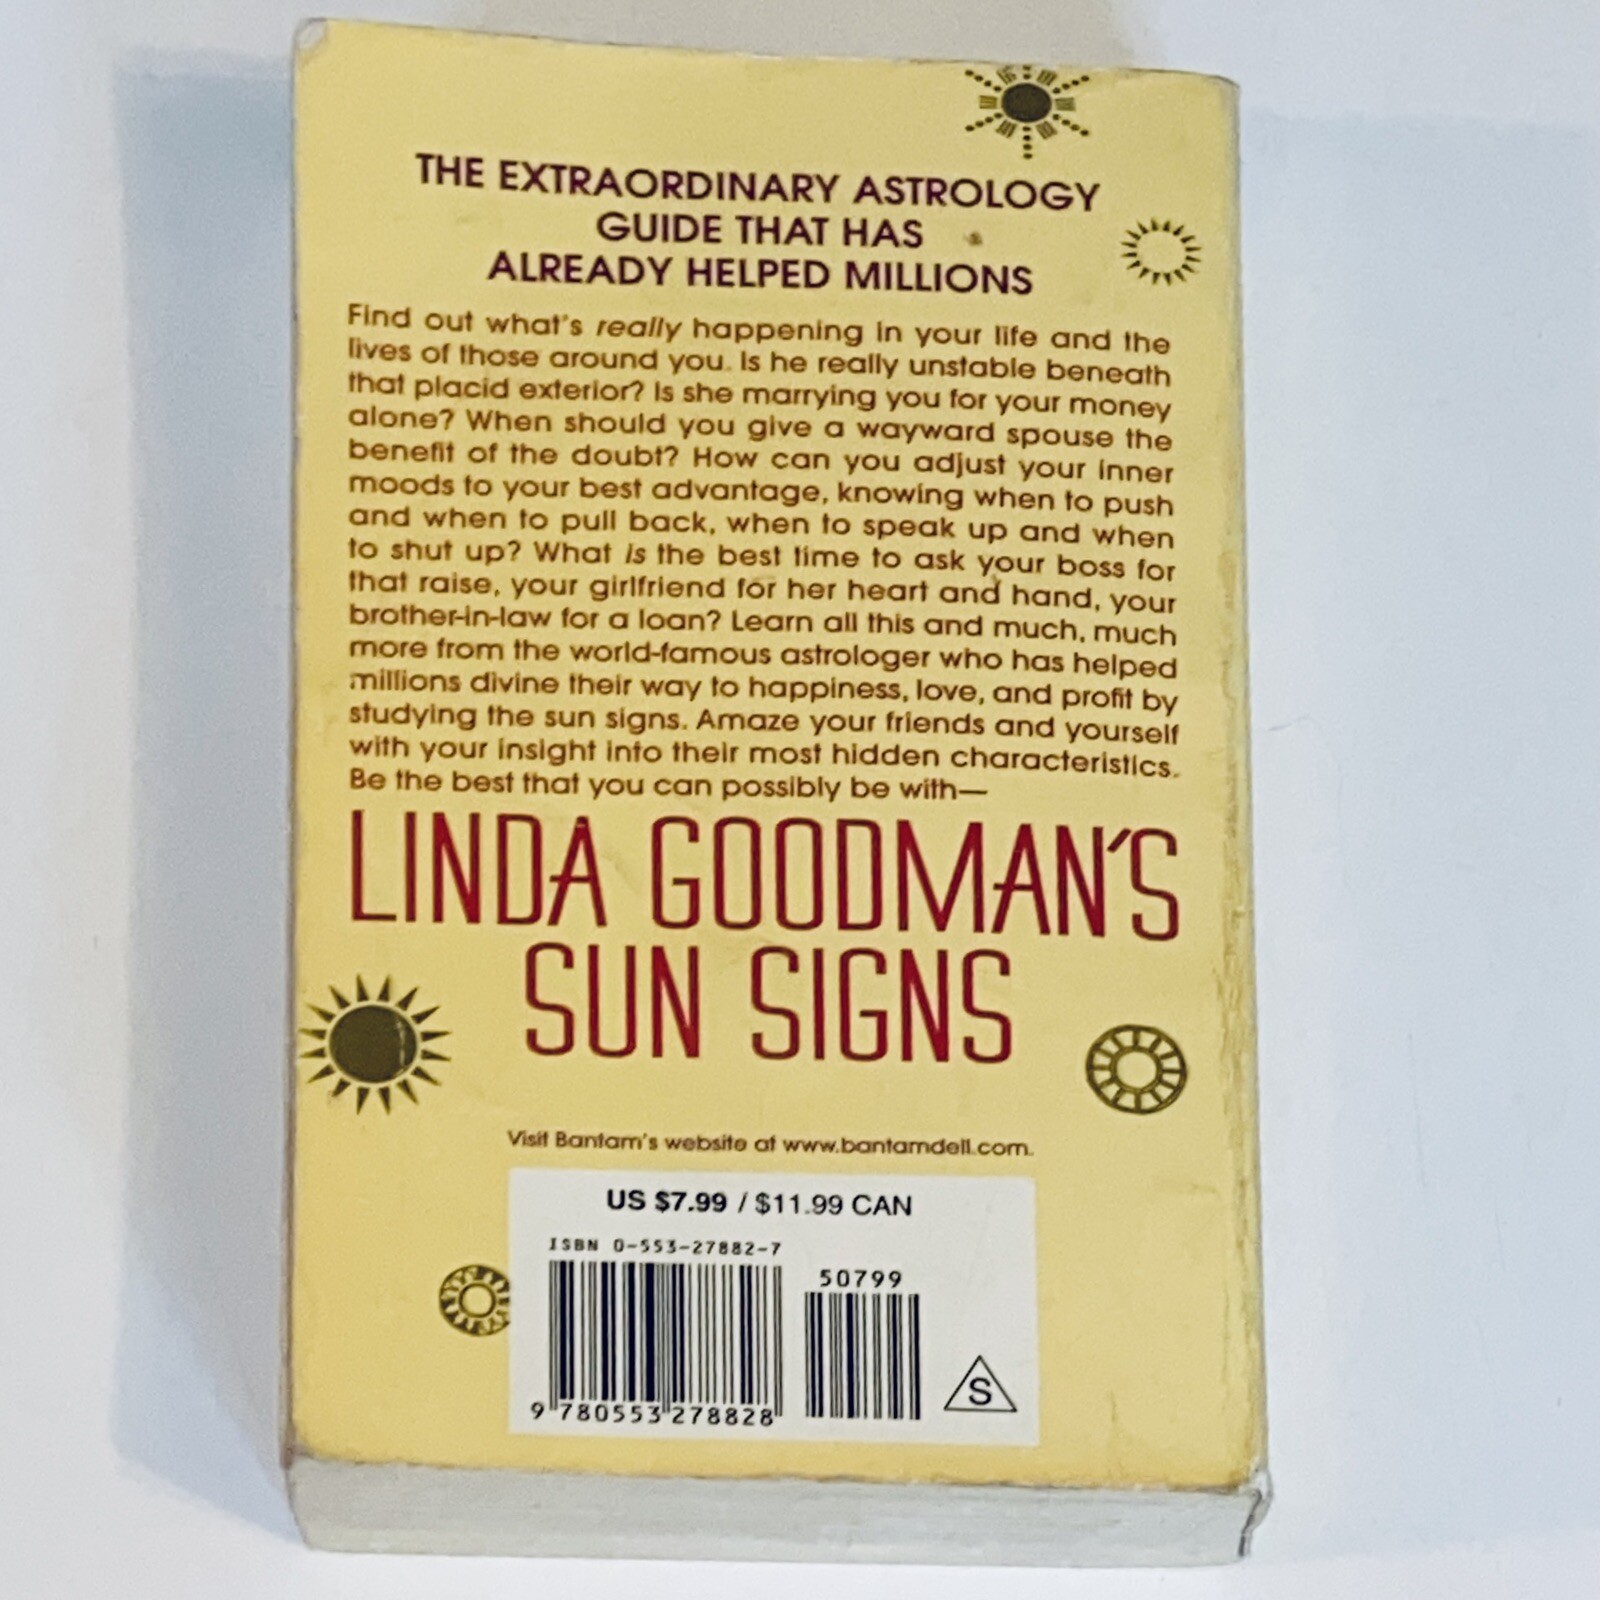 THE EXTRAORDINARY ASTROLOGY
GUIDE THAT HAS
ALREADY HELPED MILLIONS
Find out what's really happening in your life and the
lives of those around you. Is he really unstable beneath
that placid exterior? Is she marrying you for your money
alone? When should you give a wayward spouse the
benefit of the doubt? How can you adjust your inner
moods to your best advantage, knowing when to push
and when to pull back, when to speak up and when
to shut up? What is the best time to ask your boss for
that raise, your girlfriend for her heart and hand, your
brother-in-law for a loan? Learn all this and much, much
more from the world-famous astrologer who has helped
millions divine their way to happiness, love, and profit by
studying the sun signs. Amaze your friends and yourself
with your insight into their most hidden characteristics.
Be the best that you can possibly be with—
LINDA GOODMAN'S
SUN SIGNS
Visit Bantam's website at www.bantamdell.com.
US $7.99 / $11.99 CAN
ISBN 0-553-27882-7
50799
9 780553 278828
S